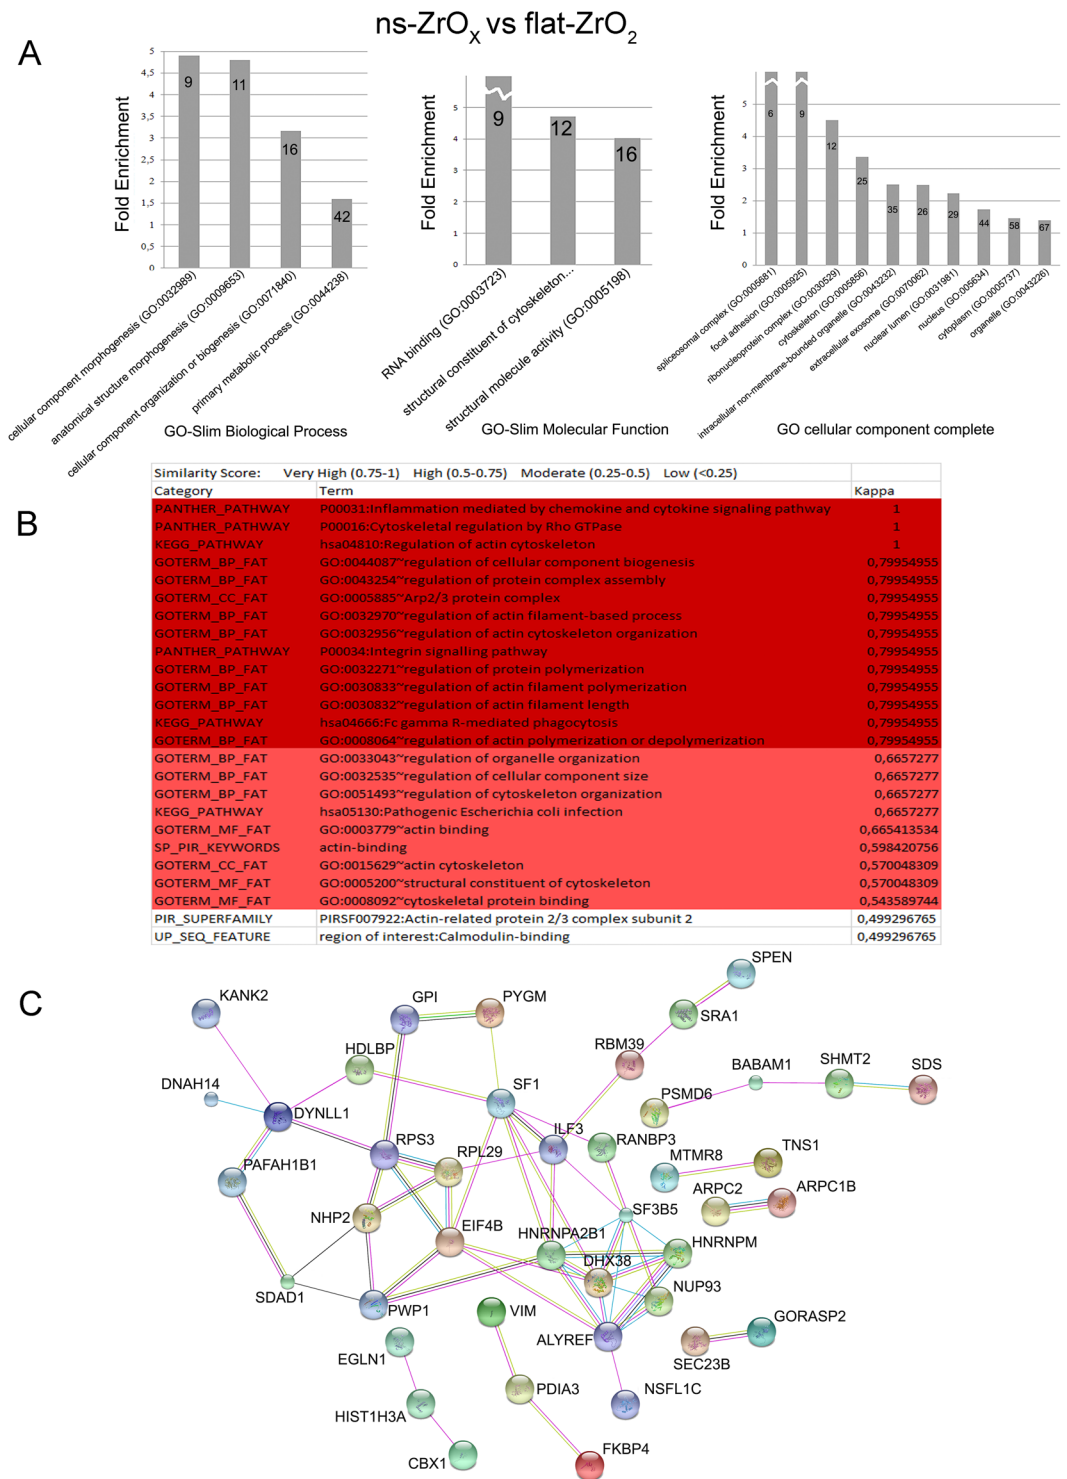 ns-ZrOX vs flat-ZrO2
A
Fold Enrichment
5
4,5
4
3,5
3
2,5
2
1,5
1
0,5
0
9
11
16
42
cellular component morphogenesis (GO:0032989)
anatomical structure morphogenesis (GO:0009653)
cellular component organization or biogenesis (GO:0071840)
primary metabolic process (GO:0044238)
GO-Slim Biological Process
Fold Enrichment
5
4
3
2
1
0
9
12
16
RNA binding (GO:0003723)
structural constituent of cytoskeleton...
structural molecule activity (GO:0005198)
GO-Slim Molecular Function
Fold Enrichment
5
4
3
2
1
0
6
9
12
25
35
26
29
44
58
67
spliceosomal complex (GO:0005681)
focal adhesion (GO:0005925)
ribonucleoprotein complex (GO:0030529)
cytoskeleton (GO:0005856)
intracellular non-membrane-bounded organelle (GO:0043232)
extracellular exosome (GO:0070062)
nuclear lumen (GO:0031981)
nucleus (GO:005634)
cytoplasm (GO:0005737)
organelle (GO:0043226)
GO cellular component complete
B
Similarity Score: Very High (0.75-1) High (0.5-0.75) Moderate (0.25-0.5) Low (<0.25)
Category Term Kappa
PANTHER_PATHWAY P00031:Inflammation mediated by chemokine and cytokine signaling pathway 1
PANTHER_PATHWAY P00016:Cytoskeletal regulation by Rho GTPase 1
KEGG_PATHWAY hsa04810:Regulation of actin cytoskeleton 1
GOTERM_BP_FAT GO:0044087~regulation of cellular component biogenesis 0,79954955
GOTERM_BP_FAT GO:0043254~regulation of protein complex assembly 0,79954955
GOTERM_CC_FAT GO:0005885~Arp2/3 protein complex 0,79954955
GOTERM_BP_FAT GO:0032970~regulation of actin filament-based process 0,79954955
GOTERM_BP_FAT GO:0032956~regulation of actin cytoskeleton organization 0,79954955
PANTHER_PATHWAY P00034:Integrin signalling pathway 0,79954955
GOTERM_BP_FAT GO:0032271~regulation of protein polymerization 0,79954955
GOTERM_BP_FAT GO:0030833~regulation of actin filament polymerization 0,79954955
GOTERM_BP_FAT GO:0030832~regulation of actin filament length 0,79954955
KEGG_PATHWAY hsa04666:Fc gamma R-mediated phagocytosis 0,79954955
GOTERM_BP_FAT GO:0008064~regulation of actin polymerization or depolymerization 0,79954955
GOTERM_BP_FAT GO:0033043~regulation of organelle organization 0,6657277
GOTERM_BP_FAT GO:0032535~regulation of cellular component size 0,6657277
GOTERM_BP_FAT GO:0051493~regulation of cytoskeleton organization 0,6657277
KEGG_PATHWAY hsa05130:Pathogenic Escherichia coli infection 0,6657277
GOTERM_MF_FAT GO:0003779~actin binding 0,665413534
SP_PIR_KEYWORDS actin-binding 0,598420756
GOTERM_CC_FAT GO:0015629~actin cytoskeleton 0,570048309
GOTERM_MF_FAT GO:0005200~structural constituent of cytoskeleton 0,570048309
GOTERM_MF_FAT GO:0008092~cytoskeletal protein binding 0,543589744
PIR_SUPERFAMILY PIRSF007922:Actin-related protein 2/3 complex subunit 2 0,499296765
UP_SEQ_FEATURE region of interest:Calmodulin-binding 0,499296765
C
SPEN
KANK2
GPI
PYGM
SRA1
HDLBP
RBM39
BABAM1
SHMT2
SDS
DNAH14
SF1
PSMD6
DYNLL1
ILF3
RPS3
RPL29
RANBP3
MTMR8
TNS1
PAFAH1B1
ARPC2
ARPC1B
NHP2
EIF4B
SF3B5
HNRNPA2B1
HNRNPM
DHX38
SDAD1
NUP93
PWP1
VIM
GORASP2
ALYREF
EGLN1
SEC23B
PDIA3
NSFL1C
HIST1H3A
FKBP4
CBX1